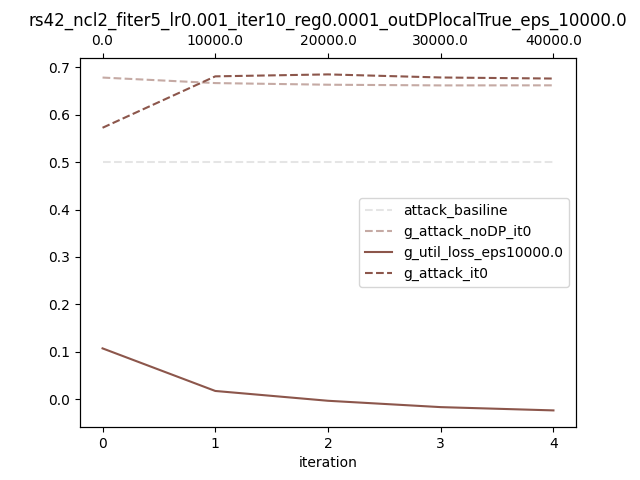 rs42_ncl2_fiter5_lr0.001_iter10_reg0.0001_outDPlocalTrue_eps_10000.0
0.0 10000.0 20000.0 30000.0 40000.0
0.7
0.6
0.5
0.4
0.3
0.2
0.1
0.0
attack_basiline
g_attack_noDP_it0
g_util_loss_eps10000.0
g_attack_it0
0 1 2 3 4
iteration